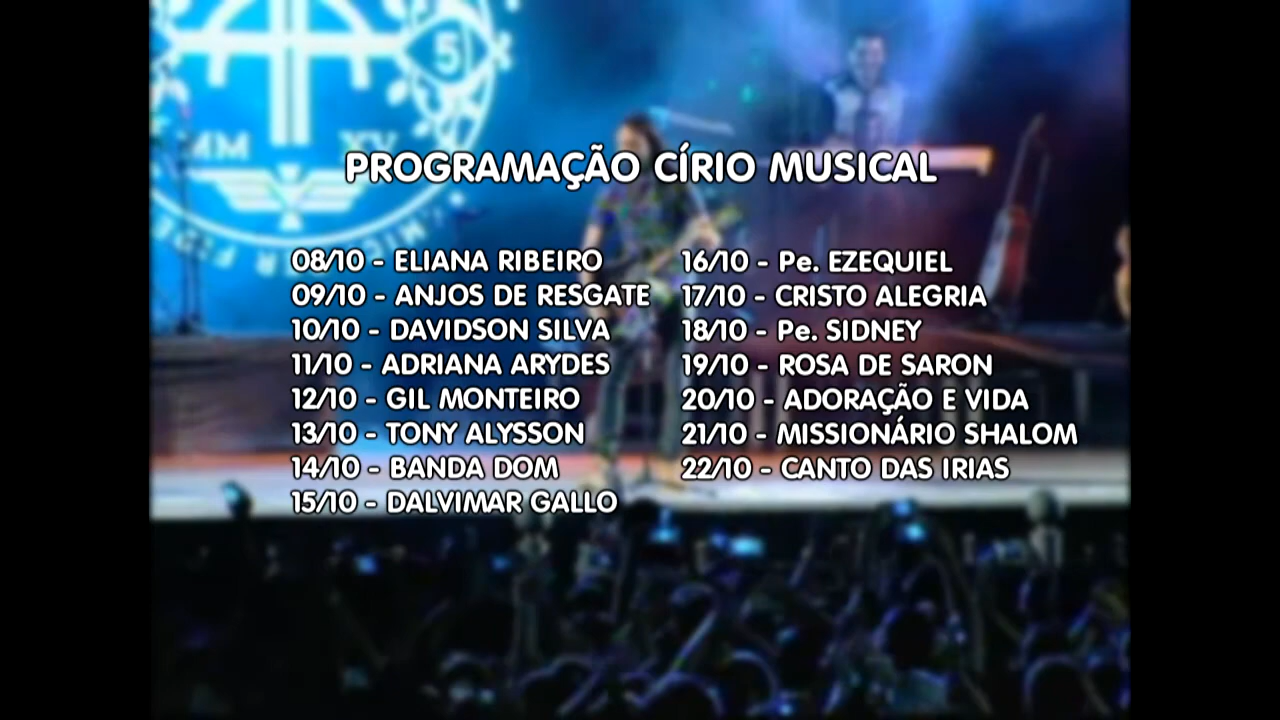 5
MM XV
PROGRAMAÇÃO CÍRIO MUSICAL
08/10 - ELIANA RIBEIRO
09/10 - ANJOS DE RESGATE
10/10 - DAVIDSON SILVA
11/10 - ADRIANA ARYDES
12/10 - GIL MONTEIRO
13/10 - TONY ALYSSON
14/10 - BANDA DOM
15/10 - DALVIMAR GALLO
16/10 - Pe. EZEQUIEL
17/10 - CRISTO ALEGRIA
18/10 - Pe. SIDNEY
19/10 - ROSA DE SARON
20/10 - ADORAÇÃO E VIDA
21/10 - MISSIONÁRIO SHALOM
22/10 - CANTO DAS IRIAS